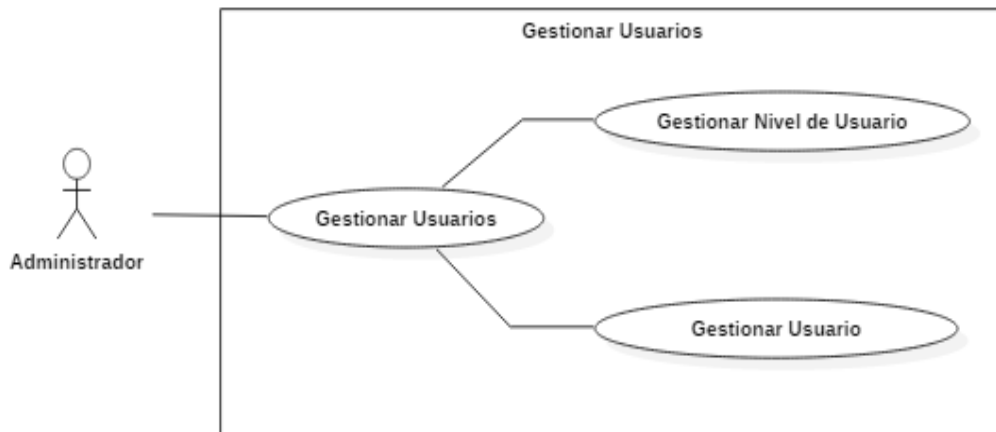 Gestionar Usuarios
Gestionar Nivel de Usuario
Gestionar Usuarios
Administrador
Gestionar Usuario